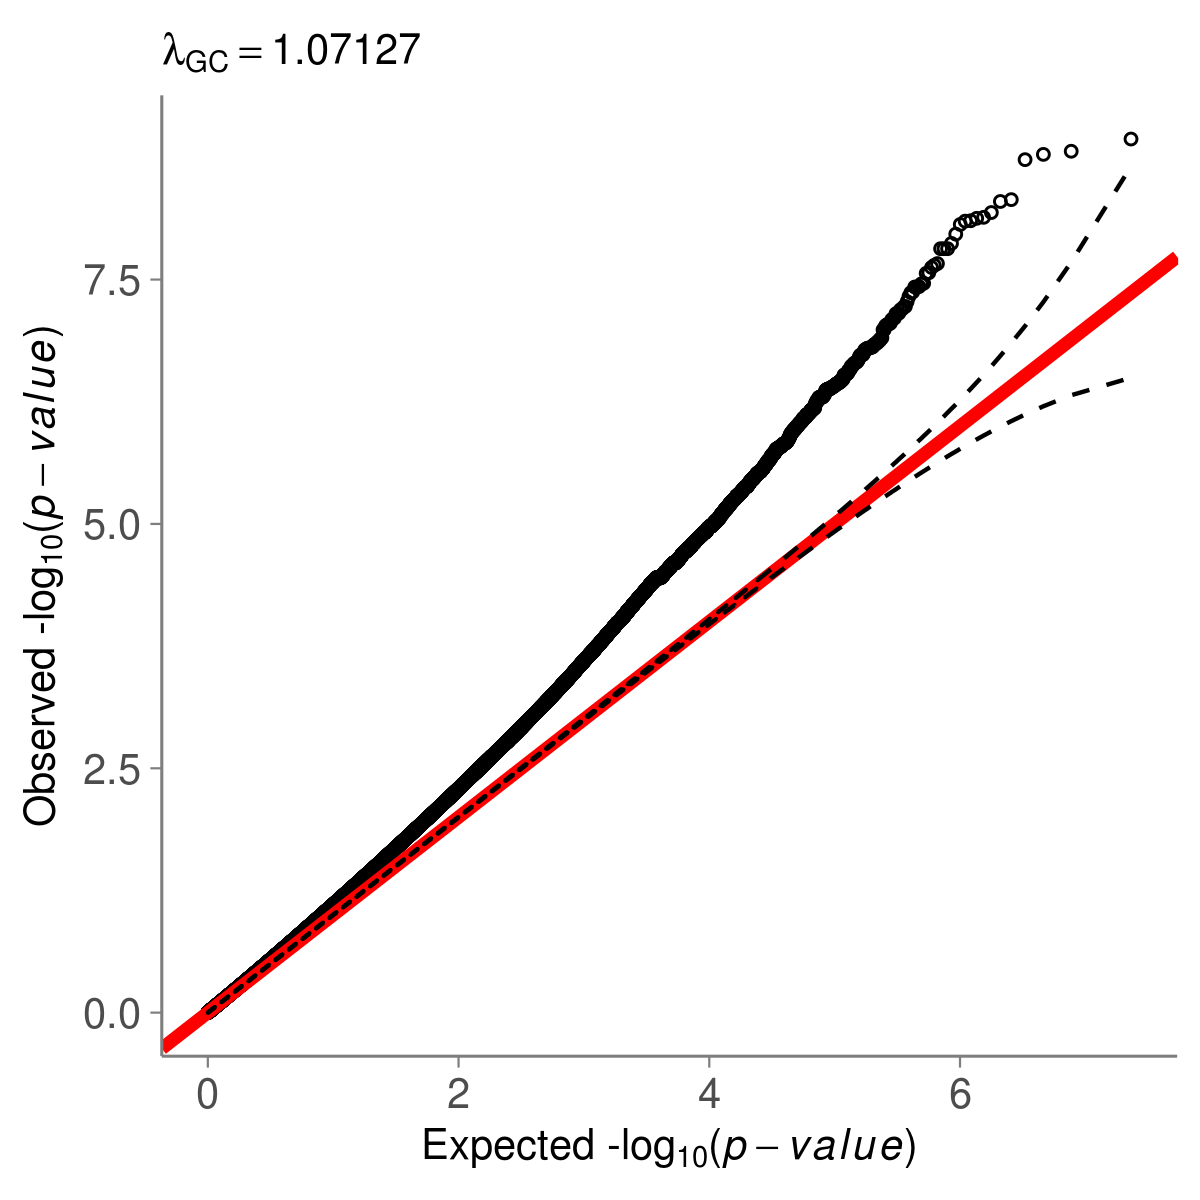 λGC = 1.07127
Observed -log10(p − value)
7.5
5.0
2.5
0.0
0 2 4 6
Expected -log10(p − value)